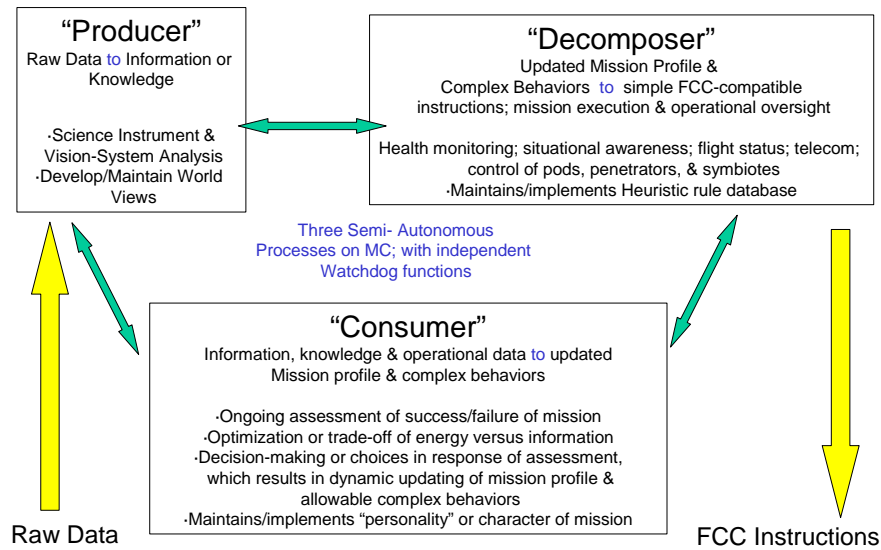 “Producer”
Raw Data to Information or
Knowledge
·Science Instrument &
Vision-System Analysis
·Develop/Maintain World
Views
“Decomposer”
Updated Mission Profile &
Complex Behaviors to simple FCC-compatible
instructions; mission execution & operational oversight
Health monitoring; situational awareness; flight status; telecom;
control of pods, penetrators, & symbiotes
·Maintains/implements Heuristic rule database
Three Semi- Autonomous
Processes on MC; with independent
Watchdog functions
“Consumer”
Information, knowledge & operational data to updated
Mission profile & complex behaviors
·Ongoing assessment of success/failure of mission
·Optimization or trade-off of energy versus information
·Decision-making or choices in response of assessment,
which results in dynamic updating of mission profile &
allowable complex behaviors
·Maintains/implements “personality” or character of mission
Raw Data
FCC Instructions